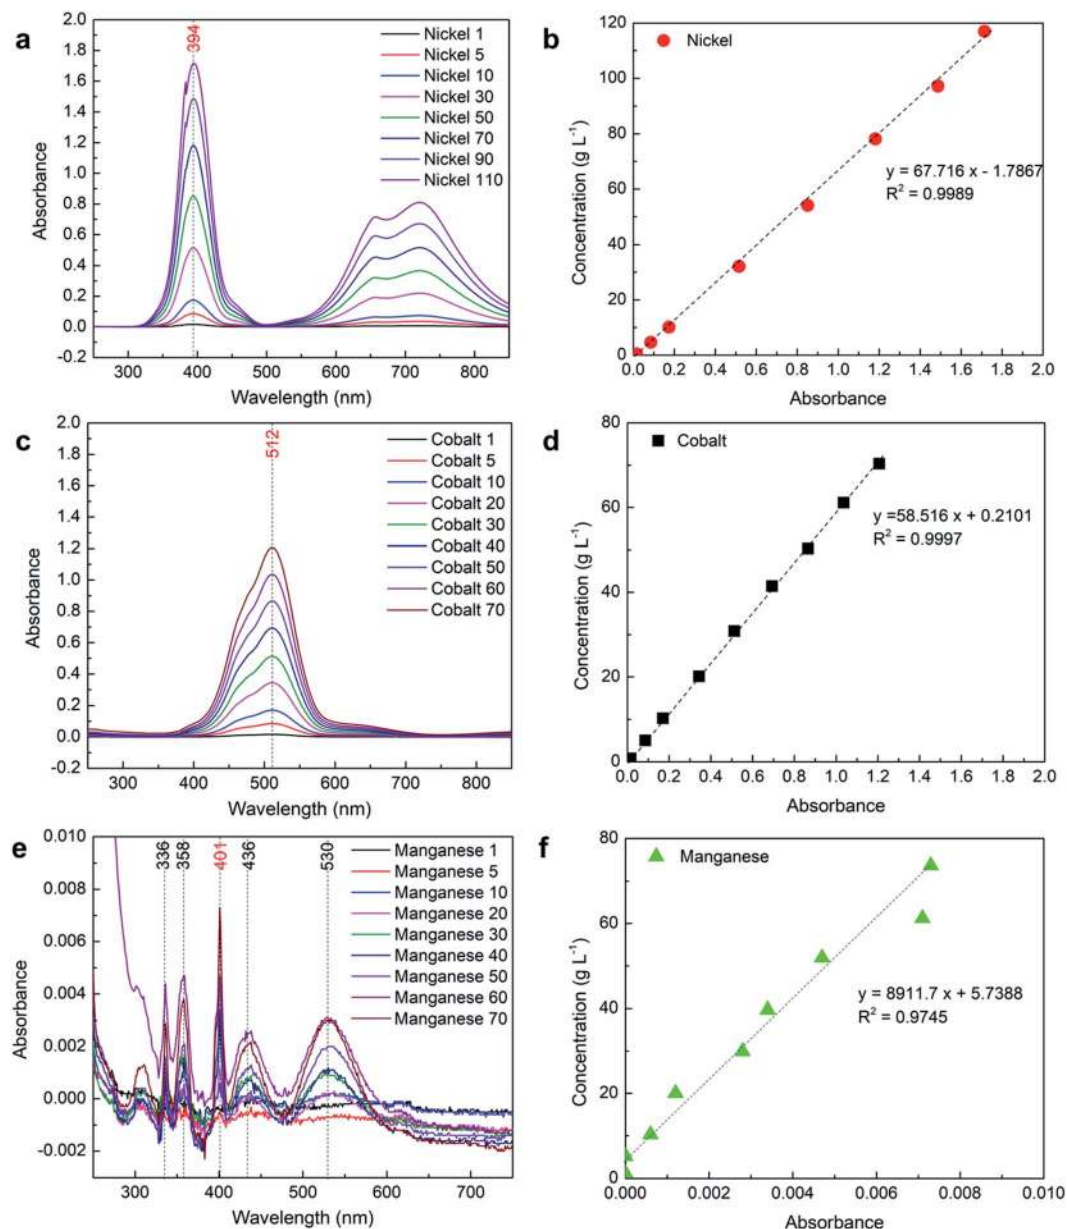 a
394
Nickel 1
Nickel 5
Nickel 10
Nickel 30
Nickel 50
Nickel 70
Nickel 90
Nickel 110
2.0
1.8
1.6
1.4
1.2
1.0
0.8
0.6
0.4
0.2
0.0
-0.2
Absorbance
300 400 500 600 700 800
Wavelength (nm)
b
Nickel
120
100
80
60
40
20
0
Concentration (g L-1)
y = 67.716 x - 1.7867
R2 = 0.9989
0.0 0.2 0.4 0.6 0.8 1.0 1.2 1.4 1.6 1.8 2.0
Absorbance
c
512
Cobalt 1
Cobalt 5
Cobalt 10
Cobalt 20
Cobalt 30
Cobalt 40
Cobalt 50
Cobalt 60
Cobalt 70
2.0
1.8
1.6
1.4
1.2
1.0
0.8
0.6
0.4
0.2
0.0
-0.2
Absorbance
300 400 500 600 700 800
Wavelength (nm)
d
Cobalt
80
60
40
20
0
Concentration (g L-1)
y =58.516 x + 0.2101
R2 = 0.9997
0.0 0.2 0.4 0.6 0.8 1.0 1.2 1.4 1.6 1.8 2.0
Absorbance
e
336
358
401
436
530
Manganese 1
Manganese 5
Manganese 10
Manganese 20
Manganese 30
Manganese 40
Manganese 50
Manganese 60
Manganese 70
0.010
0.008
0.006
0.004
0.002
0.000
-0.002
Absorbance
300 400 500 600 700
Wavelength (nm)
f
Manganese
80
60
40
20
0
Concentration (g L-1)
y = 8911.7 x + 5.7388
R2 = 0.9745
0.000 0.002 0.004 0.006 0.008 0.010
Absorbance